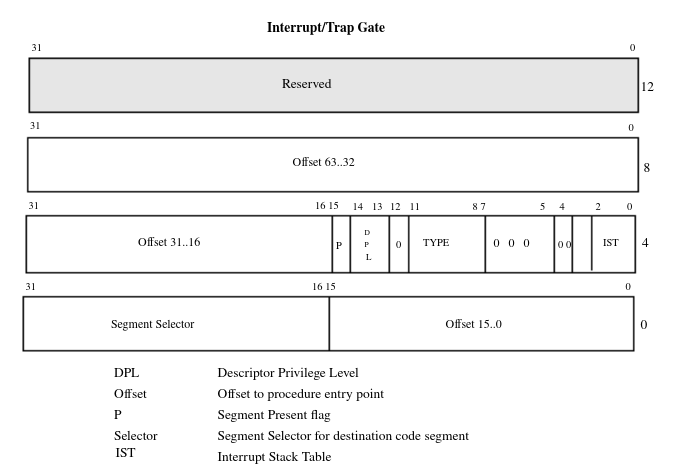 Interrupt/Trap Gate
31 0
Reserved 12
31 0
Offset 63..32 8
31 16 15 14 13 12 11 8 7 5 4 2 0
Offset 31..16 P DPL 0 TYPE 0 0 0 0 0 IST 4
31 16 15 0
Segment Selector Offset 15..0 0
DPL Descriptor Privilege Level
Offset Offset to procedure entry point
P Segment Present flag
Selector Segment Selector for destination code segment
IST Interrupt Stack Table